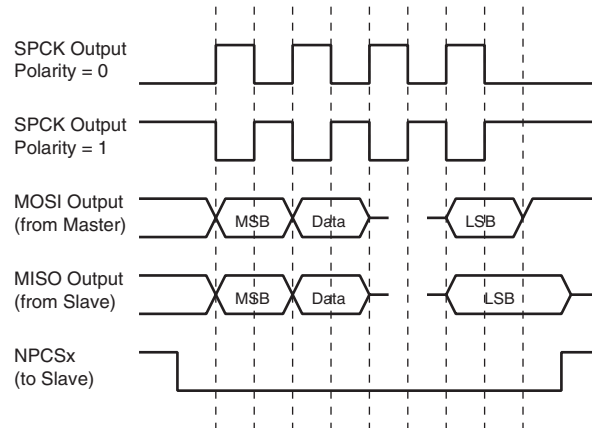 SPCK Output
Polarity = 0
SPCK Output
Polarity = 1
MOSI Output
(from Master)
MSB
Data
LSB
MISO Output
(from Slave)
MSB
Data
LSB
NPCSx
(to Slave)